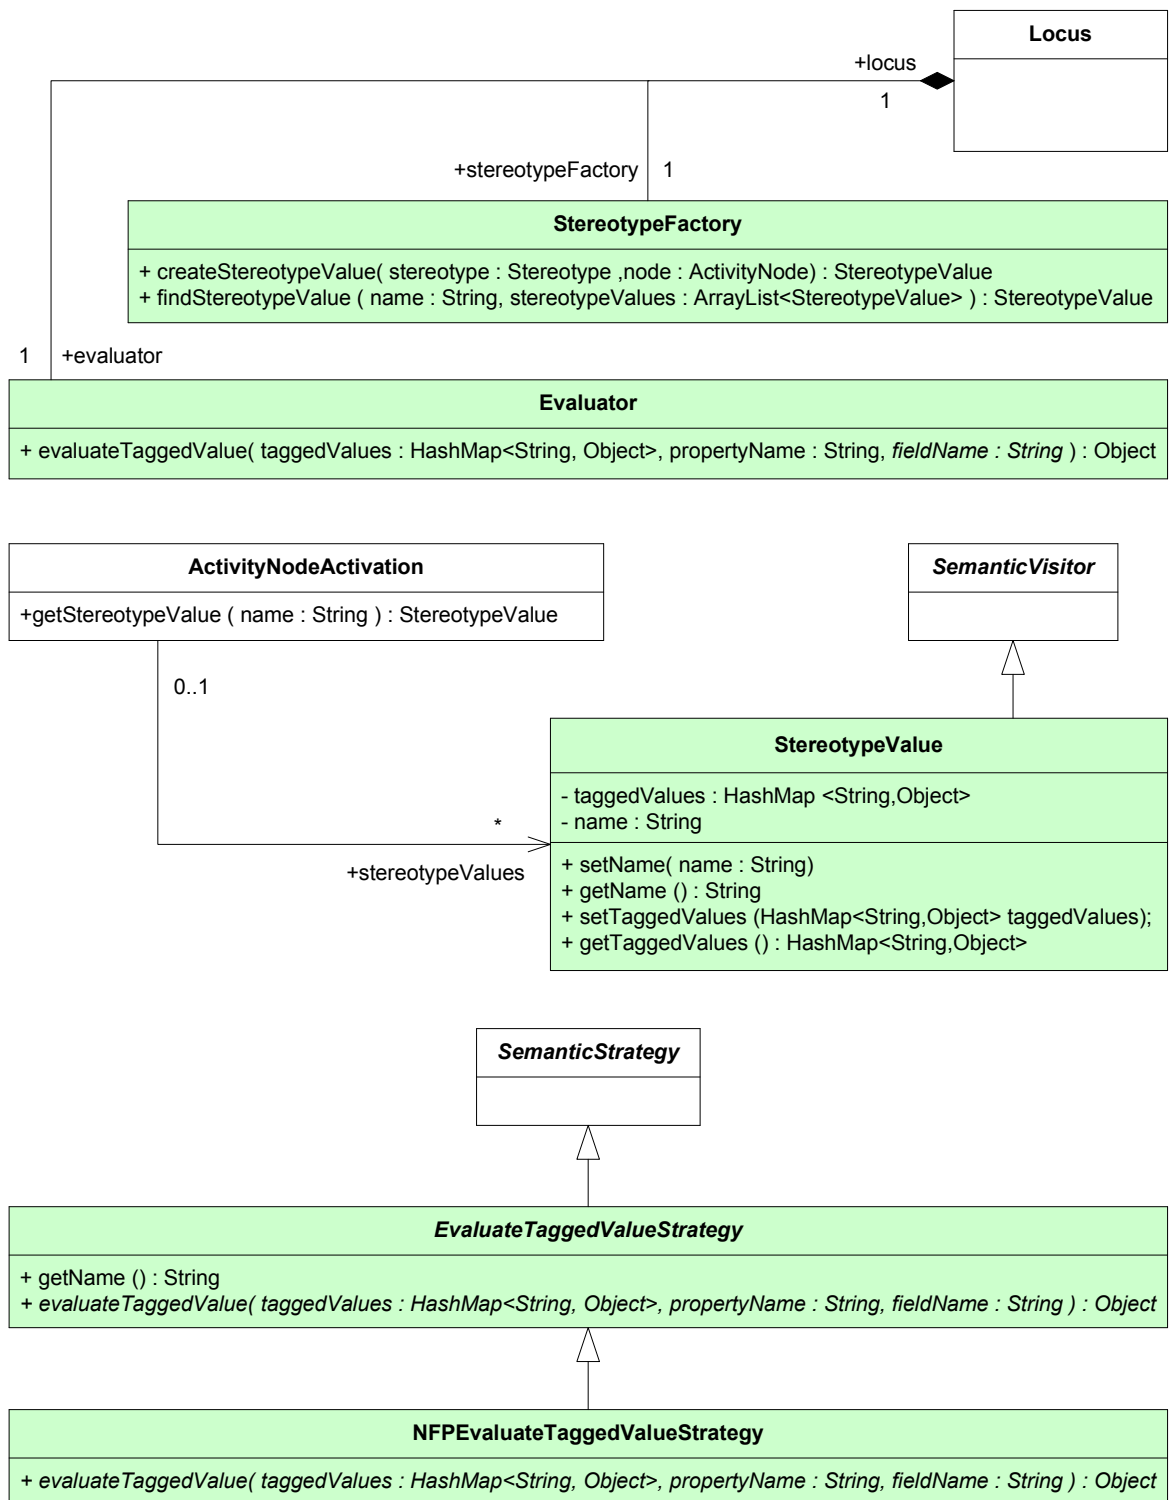 Locus
+locus
1
+stereotypeFactory 1
StereotypeFactory
+ createStereotypeValue( stereotype : Stereotype ,node : ActivityNode) : StereotypeValue
+ findStereotypeValue ( name : String, stereotypeValues : ArrayList<StereotypeValue> ) : StereotypeValue
1 +evaluator
Evaluator
+ evaluateTaggedValue( taggedValues : HashMap<String, Object>, propertyName : String, fieldName : String ) : Object
ActivityNodeActivation
+getStereotypeValue ( name : String ) : StereotypeValue
SemanticVisitor
0..1
*
+stereotypeValues
StereotypeValue
- taggedValues : HashMap <String,Object>
- name : String
+ setName( name : String)
+ getName () : String
+ setTaggedValues (HashMap<String,Object> taggedValues);
+ getTaggedValues () : HashMap<String,Object>
SemanticStrategy
EvaluateTaggedValueStrategy
+ getName () : String
+ evaluateTaggedValue( taggedValues : HashMap<String, Object>, propertyName : String, fieldName : String ) : Object
NFPEvaluateTaggedValueStrategy
+ evaluateTaggedValue( taggedValues : HashMap<String, Object>, propertyName : String, fieldName : String ) : Object